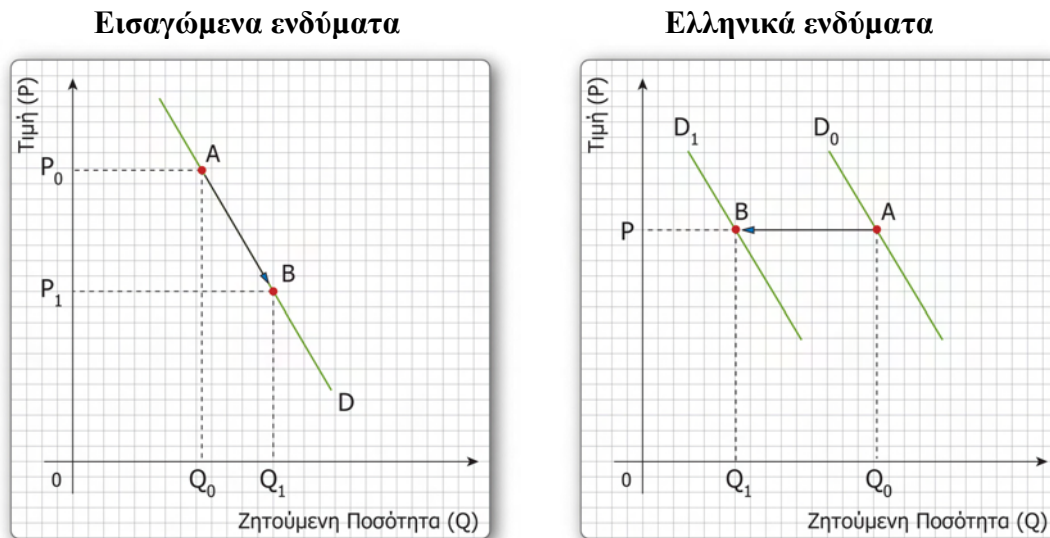 Εισαγώμενα ενδύματα
Τιμή (P)
P₀
A
P₁
B
D
0
Q₀ Q₁
Ζητούμενη Ποσότητα (Q)
Ελληνικά ενδύματα
Τιμή (P)
D₁ D₀
P
B
A
0
Q₁ Q₀
Ζητούμενη Ποσότητα (Q)